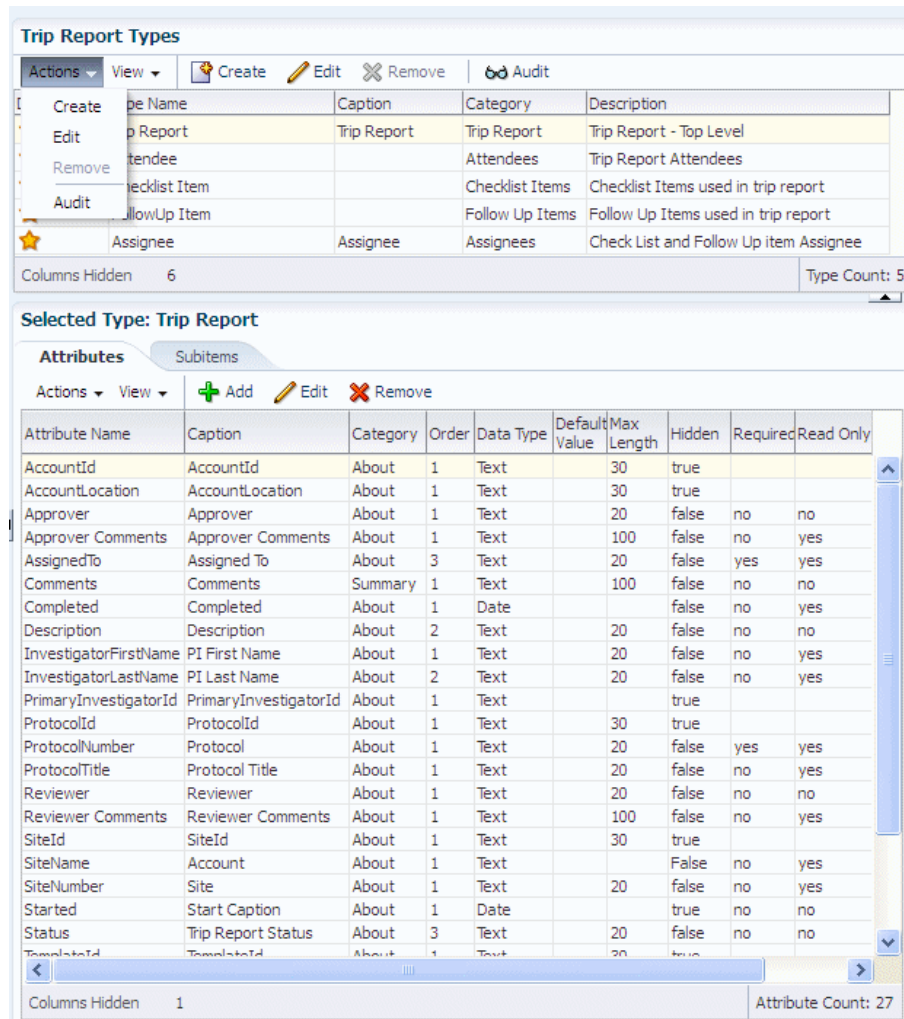 Trip Report Types
Actions View Create Edit Remove Audit
Create
Edit
Remove
Audit
pe Name Caption Category Description
p Report Trip Report Trip Report Trip Report - Top Level
tendee Attendees Trip Report Attendees
ecklist Item Checklist Items Checklist Items used in trip report
llowUp Item Follow Up Items Follow Up Items used in trip report
Assignee Assignee Assignees Check List and Follow Up item Assignee
Columns Hidden 6 Type Count: 5
Selected Type: Trip Report
Attributes Subitems
Actions View Add Edit Remove
Attribute Name Caption Category Order Data Type Default Value Max Length Hidden Required Read Only
AccountId AccountId About 1 Text 30 true
AccountLocation AccountLocation About 1 Text 30 true
Approver Approver About 1 Text 20 false no no
Approver Comments Approver Comments About 1 Text 100 false no yes
AssignedTo Assigned To About 3 Text 20 false yes yes
Comments Comments Summary 1 Text 100 false no no
Completed Completed About 1 Date false no yes
Description Description About 2 Text 20 false no no
InvestigatorFirstName PI First Name About 1 Text 20 false no yes
InvestigatorLastName PI Last Name About 2 Text 20 false no yes
PrimaryInvestigatorId PrimaryInvestigatorId About 1 Text true
ProtocolId ProtocolId About 1 Text 30 true
ProtocolNumber Protocol About 1 Text 20 false yes yes
ProtocolTitle Protocol Title About 1 Text 20 false no yes
Reviewer Reviewer About 1 Text 20 false no no
Reviewer Comments Reviewer Comments About 1 Text 100 false no yes
SiteId SiteId About 1 Text 30 true
SiteName Account About 1 Text False no yes
SiteNumber Site About 1 Text 20 false no yes
Started Start Caption About 1 Date true no no
Status Trip Report Status About 3 Text 20 false no no
TemplateId TemplateId About 1 Text 30 true
Columns Hidden 1 Attribute Count: 27